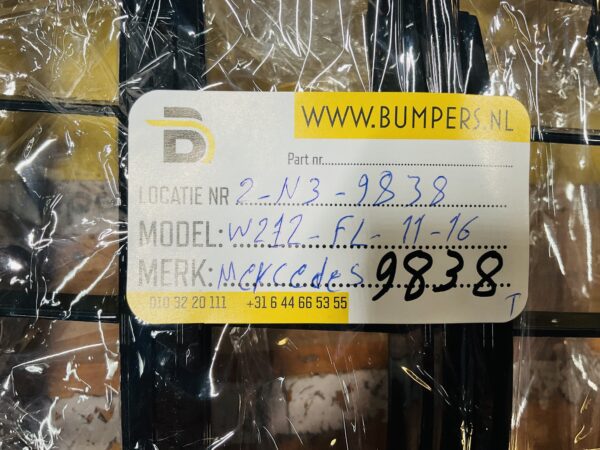 B
WWW.BUMPERS.NL
Part nr.
LOCATIE NR 2-N3-9838
MODEL: W212-FL-11-16
MERK: Mercedes 9838
010 32 20 111 +31 6 44 66 53 55
T